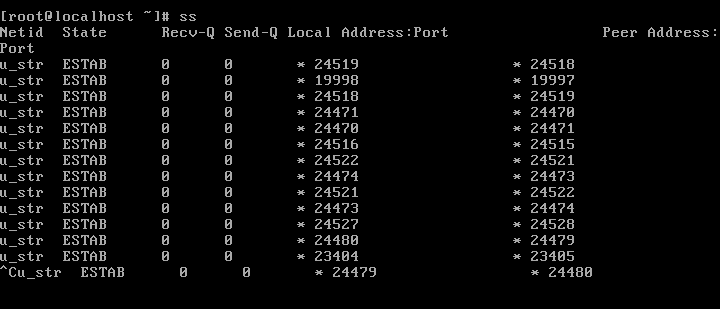 [root@localhost ~]# ss
Netid State Recv-Q Send-Q Local Address:Port Peer Address:
Port
u_str ESTAB 0 0 * 24519 * 24518
u_str ESTAB 0 0 * 19998 * 19997
u_str ESTAB 0 0 * 24518 * 24519
u_str ESTAB 0 0 * 24471 * 24470
u_str ESTAB 0 0 * 24470 * 24471
u_str ESTAB 0 0 * 24516 * 24515
u_str ESTAB 0 0 * 24522 * 24521
u_str ESTAB 0 0 * 24474 * 24473
u_str ESTAB 0 0 * 24521 * 24522
u_str ESTAB 0 0 * 24473 * 24474
u_str ESTAB 0 0 * 24527 * 24528
u_str ESTAB 0 0 * 24480 * 24479
u_str ESTAB 0 0 * 23404 * 23405
^Cu_str ESTAB 0 0 * 24479 * 24480